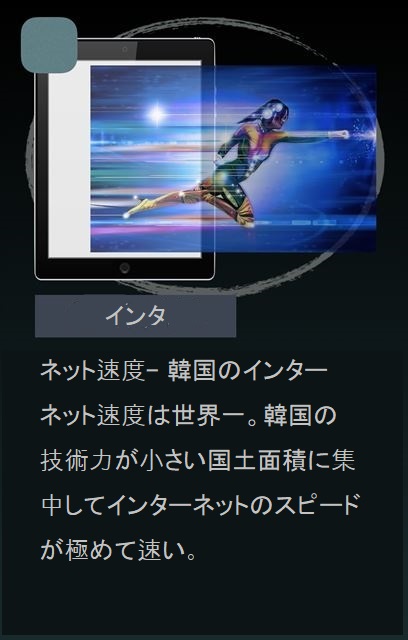 インタ
ネット速度– 韓国のインター
ネット速度は世界一。韓国の
技術力が小さい国土面積に集
中してインターネットのスピード
が極めて速い。